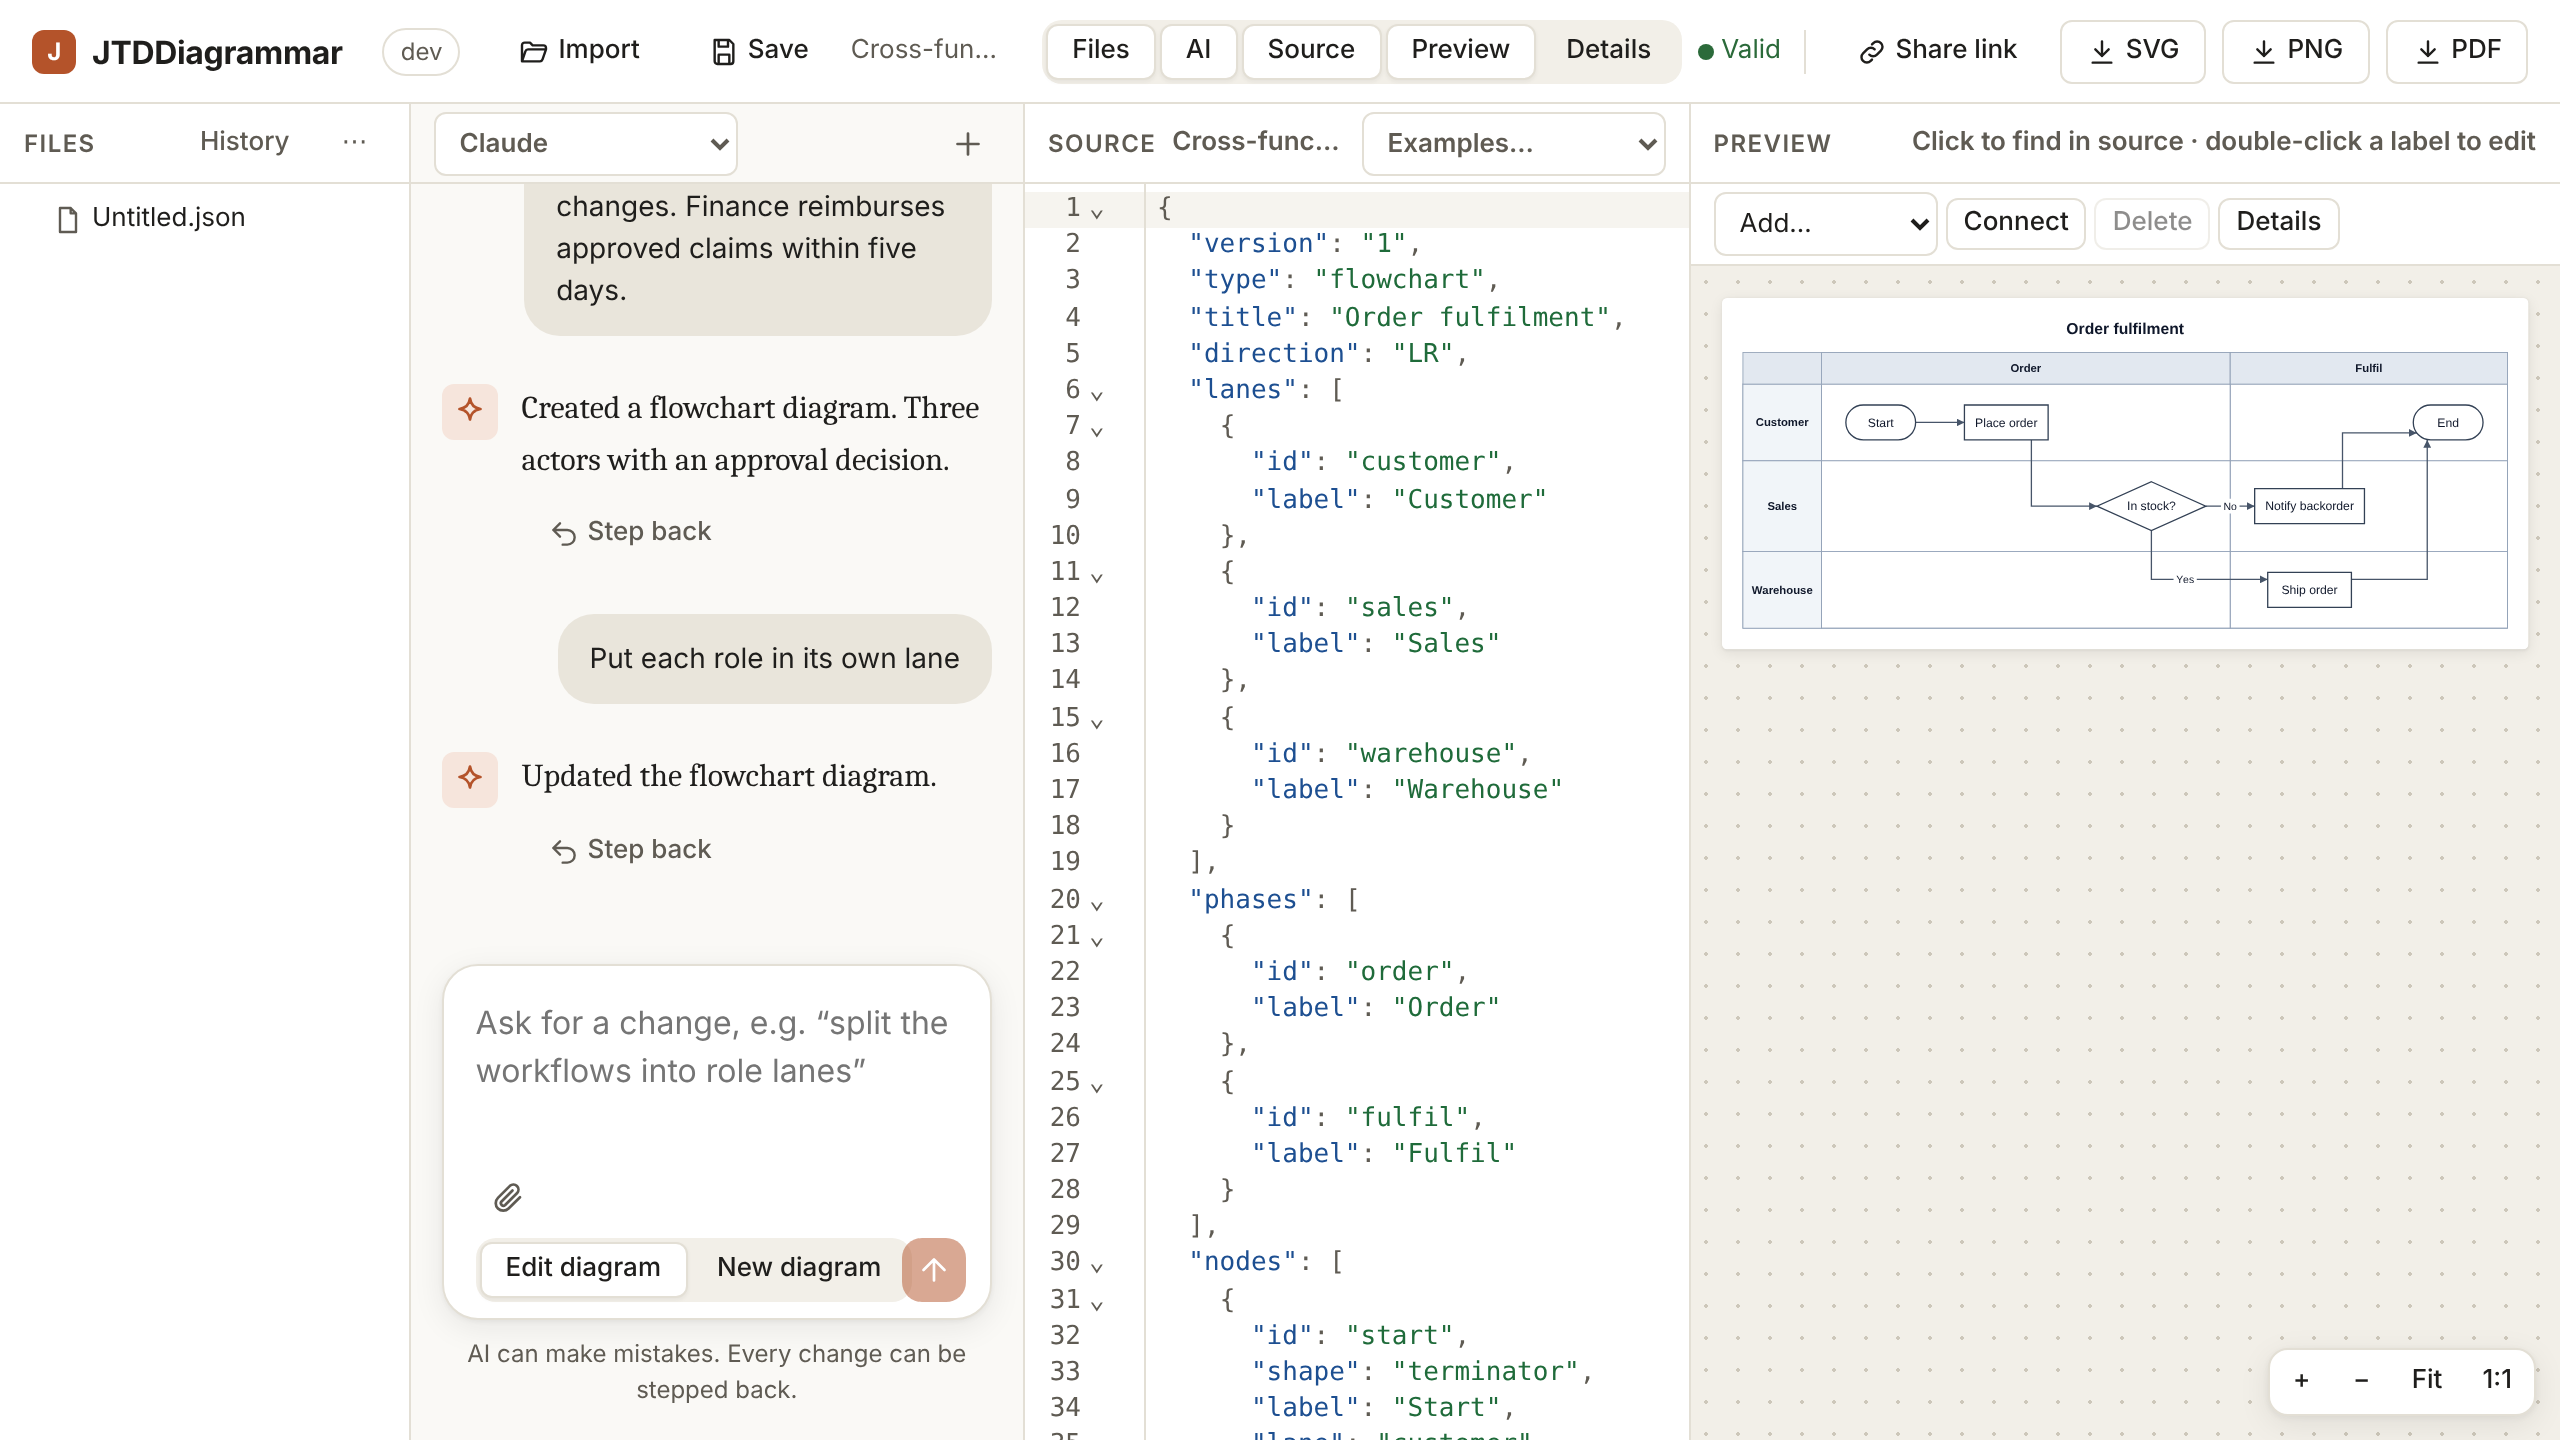 J JTDDiagrammar dev Import Save Cross-fun... Files AI Source Preview Details Valid Share link SVG PNG PDF
FILES History ...
Untitled.json
Claude
changes. Finance reimburses
approved claims within five
days.
Created a flowchart diagram. Three
actors with an approval decision.
Step back
Put each role in its own lane
Updated the flowchart diagram.
Step back
Ask for a change, e.g. “split the
workflows into role lanes”
Edit diagram New diagram
AI can make mistakes. Every change can be
stepped back.
SOURCE Cross-func... Examples...
1 {
2 "version": "1",
3 "type": "flowchart",
4 "title": "Order fulfilment",
5 "direction": "LR",
6 "lanes": [
7 {
8 "id": "customer",
9 "label": "Customer"
10 },
11 {
12 "id": "sales",
13 "label": "Sales"
14 },
15 {
16 "id": "warehouse",
17 "label": "Warehouse"
18 }
19 ],
20 "phases": [
21 {
22 "id": "order",
23 "label": "Order"
24 },
25 {
26 "id": "fulfil",
27 "label": "Fulfil"
28 }
29 ],
30 "nodes": [
31 {
32 "id": "start",
33 "shape": "terminator",
34 "label": "Start",
35 "lane": "customer"
PREVIEW Click to find in source · double-click a label to edit
Add... Connect Delete Details
Order fulfilment
Order Fulfil
Customer Start Place order End
Sales In stock? No Notify backorder
Warehouse Yes Ship order
+ − Fit 1:1